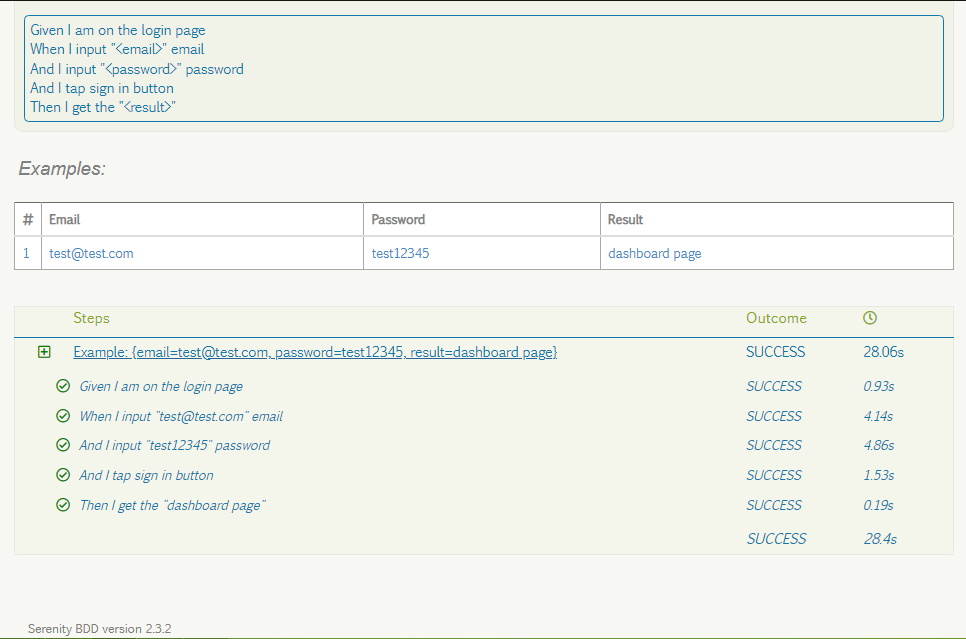 Given I am on the login page
When I input "<email>" email
And I input "<password>" password
And I tap sign in button
Then I get the "<result>"
Examples:
# Email Password Result
1 test@test.com test12345 dashboard page
Steps Outcome
Example: {email=test@test.com, password=test12345, result=dashboard page} SUCCESS 28.06s
Given I am on the login page SUCCESS 0.93s
When I input "test@test.com" email SUCCESS 4.14s
And I input "test12345" password SUCCESS 4.86s
And I tap sign in button SUCCESS 1.53s
Then I get the "dashboard page" SUCCESS 0.19s
SUCCESS 28.4s
Serenity BDD version 2.3.2